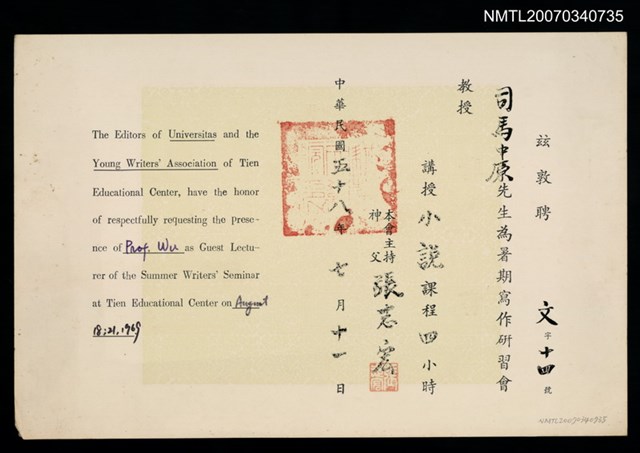 NMTL20070340735
茲敦聘
文字十四號
司馬中原先生為暑期寫作研習會
教授
講授小說課程四小時
本會主持
神父
張志宏
中華民國五十八年七月十一日
The Editors of Universitas and the
Young Writers' Association of Tien
Educational Center, have the honor
of respectfully requesting the prese-
nce of Prof. Wu as Guest Lectu-
rer of the Summer Writers' Seminar
at Tien Educational Center on August
18; 21, 1969
NMTL20070340735